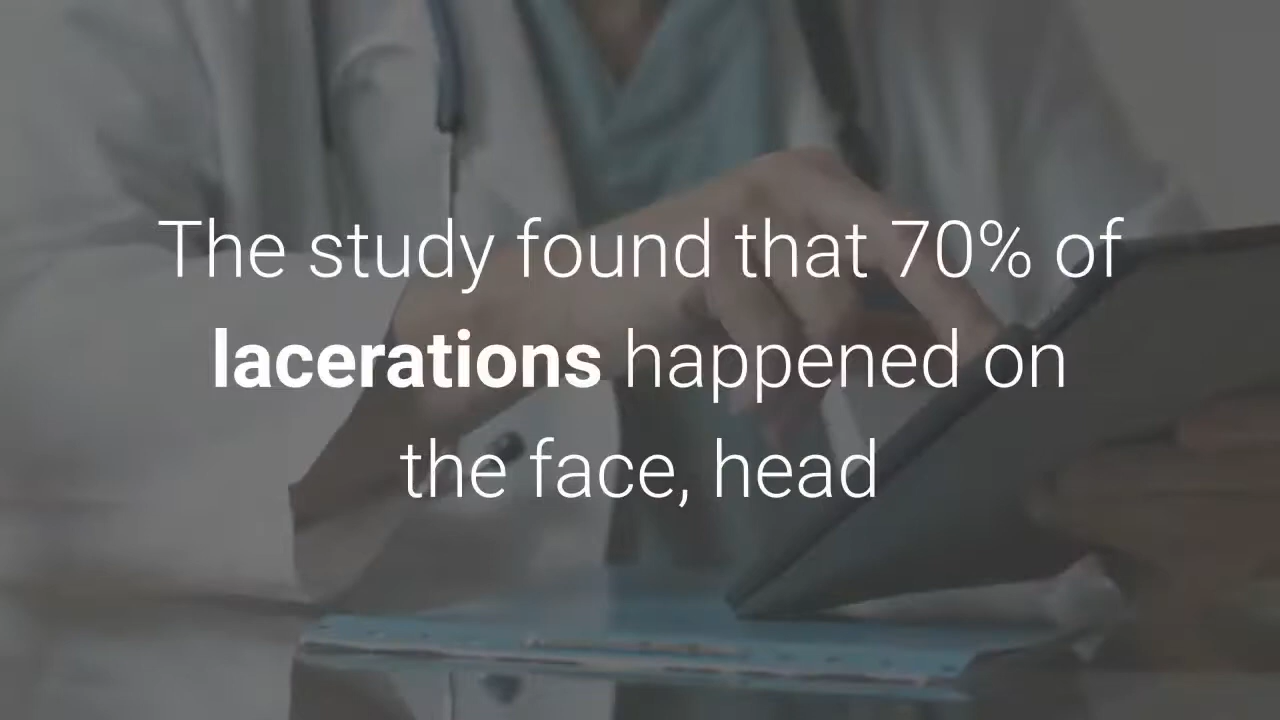 The study found that 70% of
lacerations happened on
the face, head